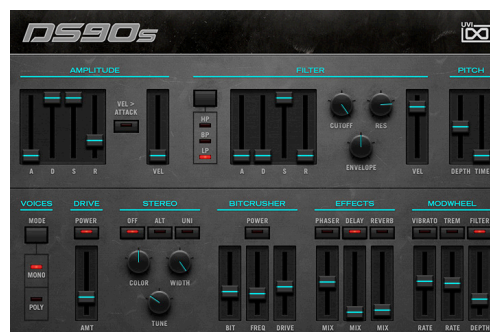 DS90s
UVI
AMPLITUDE
FILTER
PITCH
VEL >
ATTACK
HP
BP
LP
CUTOFF
RES
ENVELOPE
A D S R
VEL
A D S R
VEL
DEPTH TIME
VOICES
DRIVE
STEREO
BITCRUSHER
EFFECTS
MODWHEEL
MODE
POWER
OFF ALT UNI
POWER
PHASER DELAY REVERB
VIBRATO TREM FILTER
MONO
POLY
COLOR
WIDTH
TUNE
AMT
BIT FREQ DRIVE
MIX MIX MIX
RATE RATE DEPTH